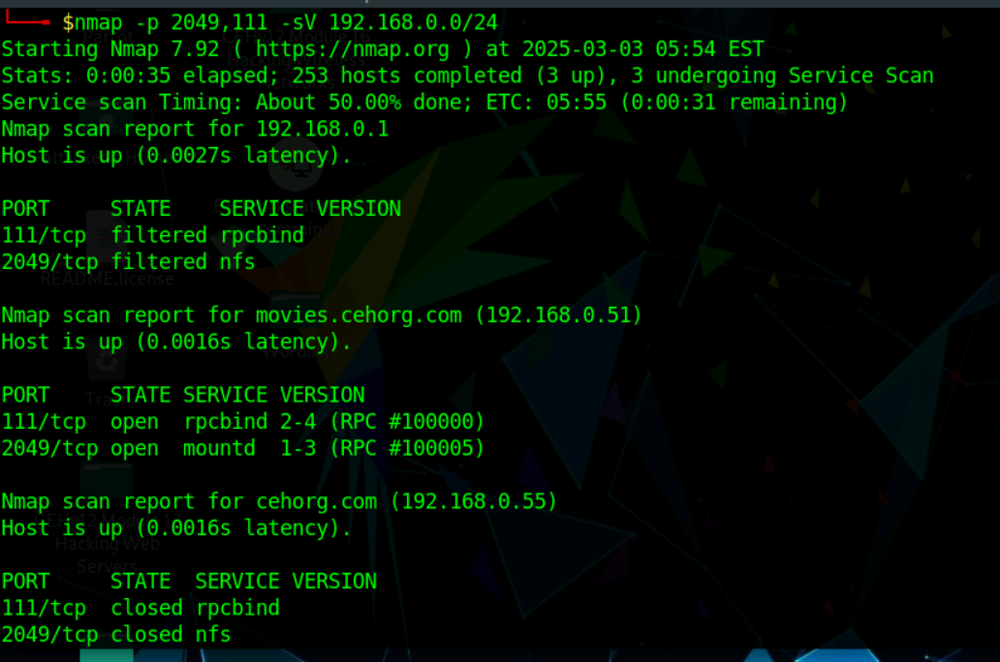 $nmap -p 2049,111 -sV 192.168.0.0/24
Starting Nmap 7.92 ( https://nmap.org ) at 2025-03-03 05:54 EST
Stats: 0:00:35 elapsed; 253 hosts completed (3 up), 3 undergoing Service Scan
Service scan Timing: About 50.00% done; ETC: 05:55 (0:00:31 remaining)
Nmap scan report for 192.168.0.1
Host is up (0.0027s latency).
PORT     STATE    SERVICE VERSION
111/tcp  filtered rpcbind
2049/tcp filtered nfs
README.license
Nmap scan report for movies.cehorg.com (192.168.0.51)
Host is up (0.0016s latency).
PORT     STATE SERVICE VERSION
111/tcp  open  rpcbind 2-4 (RPC #100000)
2049/tcp open  mountd  1-3 (RPC #100005)
Nmap scan report for cehorg.com (192.168.0.55)
Host is up (0.0016s latency).
Hacking Web
Servers
PORT     STATE  SERVICE VERSION
111/tcp  closed rpcbind
2049/tcp closed nfs